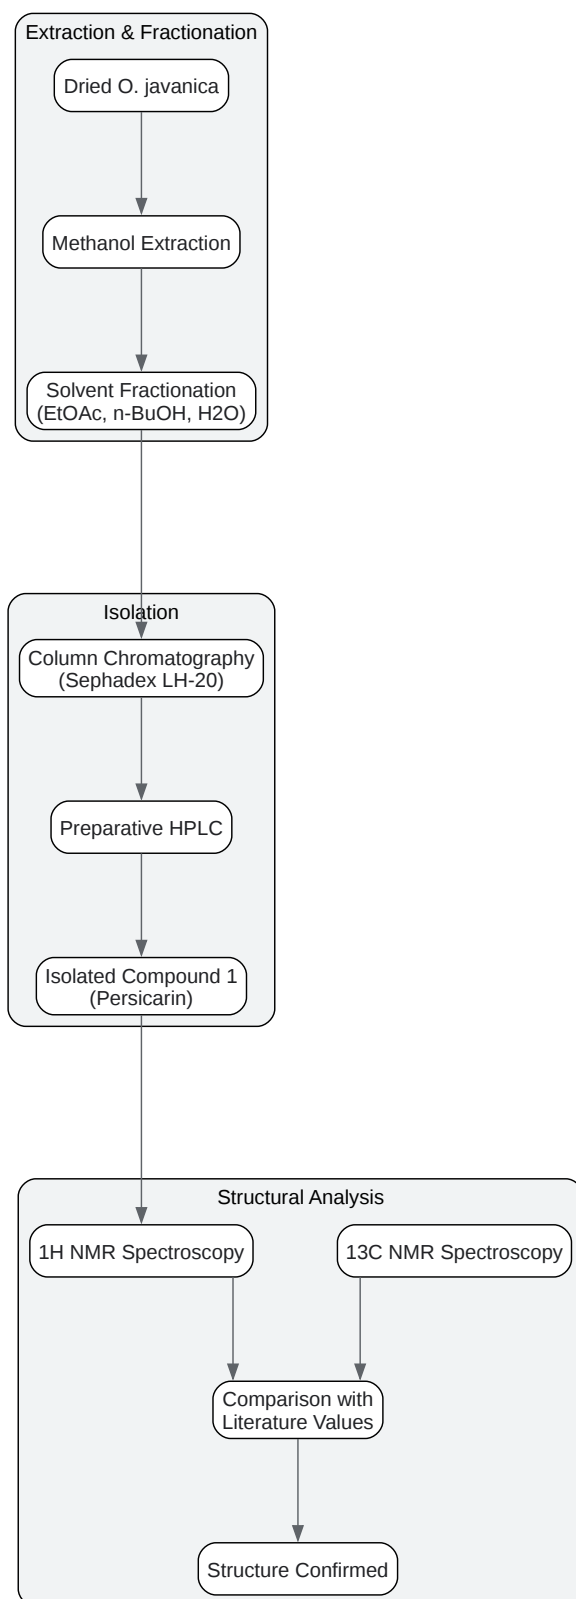 Extraction & Fractionation
Dried O. javanica
Methanol Extraction
Solvent Fractionation
(EtOAc, n-BuOH, H2O)
Isolation
Column Chromatography
(Sephadex LH-20)
Preparative HPLC
Isolated Compound 1
(Persicarin)
Structural Analysis
1H NMR Spectroscopy
13C NMR Spectroscopy
Comparison with
Literature Values
Structure Confirmed